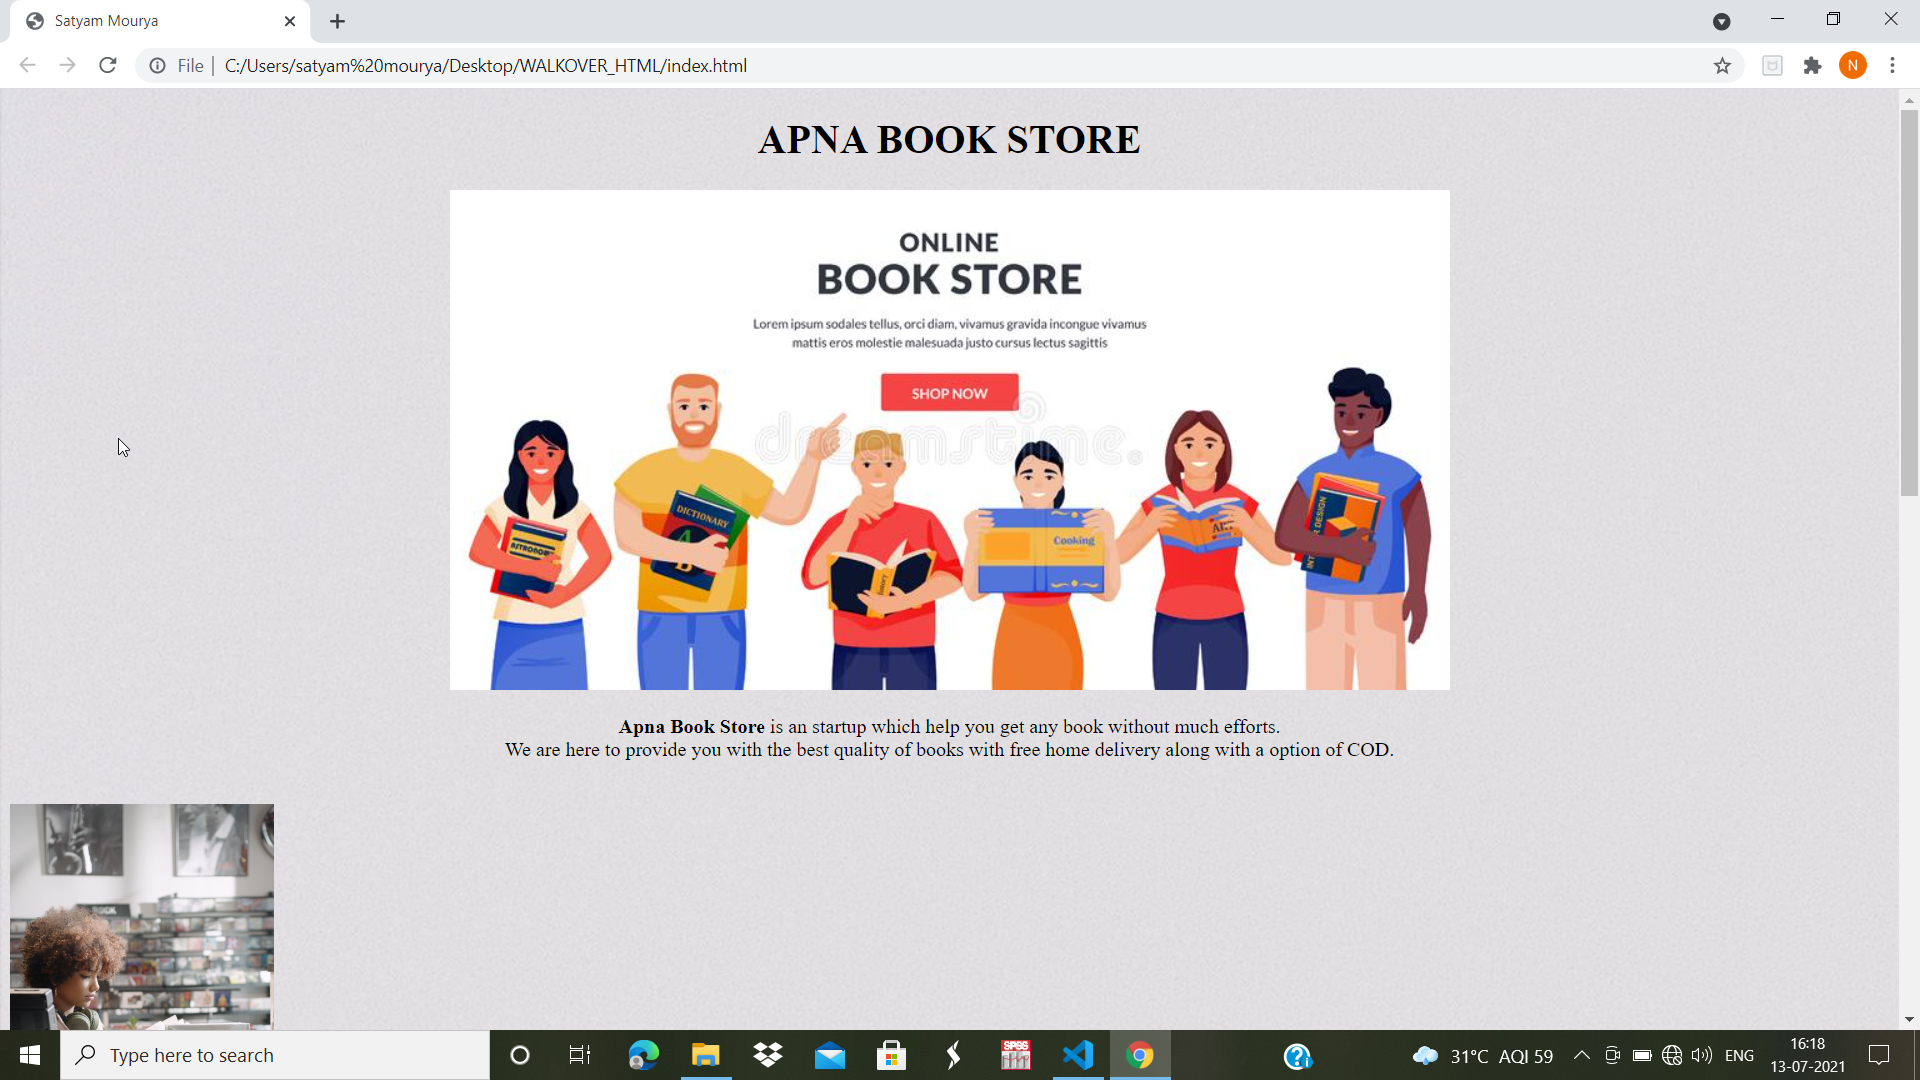 Satyam Mourya
File | C:/Users/satyam%20mourya/Desktop/WALKOVER_HTML/index.html
N
APNA BOOK STORE
ONLINE
BOOK STORE
Lorem ipsum sodales tellus, orci diam, vivamus gravida incongue vivamus
mattis eros molestie malesuada justo cursus lectus sagittis
SHOP NOW
dreamstime.
DICTIONARY
A
B
ASTRONOMY
Cooking
DESIGN
Apna Book Store is an startup which help you get any book without much efforts.
We are here to provide you with the best quality of books with free home delivery along with a option of COD.
BOOK
Type here to search
SPSS
31°C AQI 59
ENG
16:18
13-07-2021